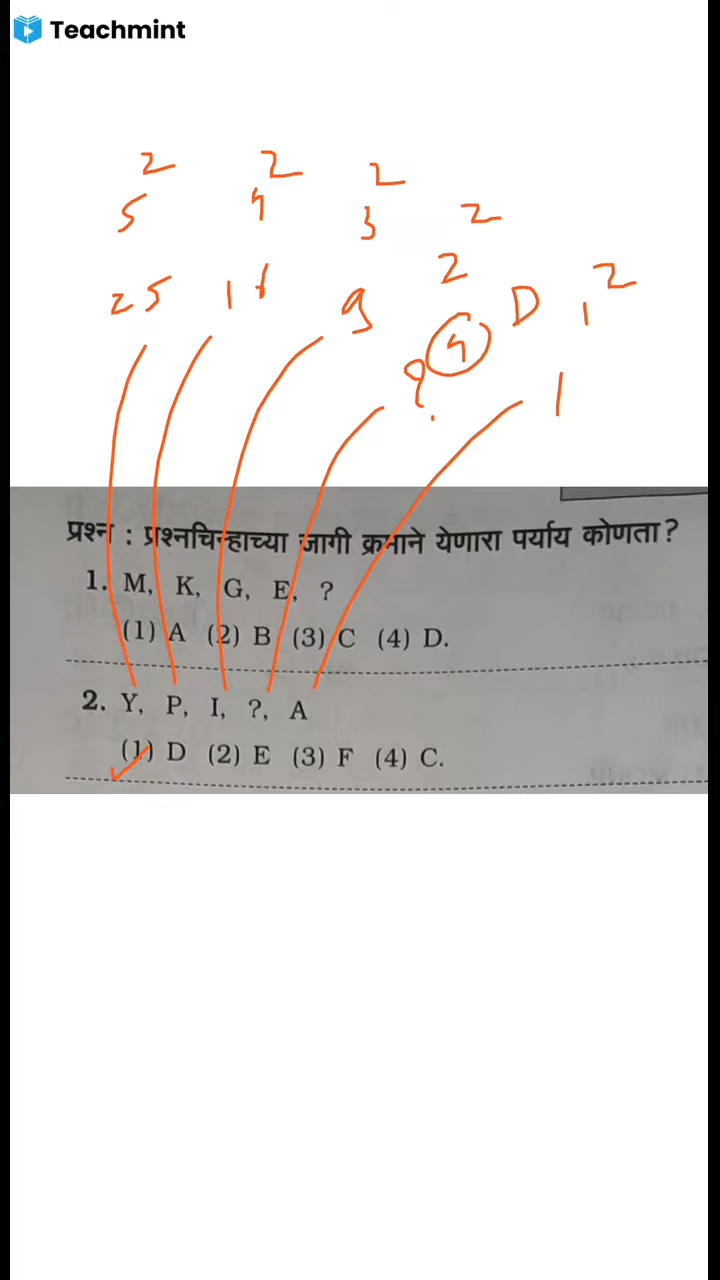 Teachmint
2 2 2
5 4 3 2
2
25 16 9 D 1 2
4
? 1
प्रश्न : प्रश्नचिन्हाच्या जागी क्रमाने येणारा पर्याय कोणता?
1. M, K, G, E, ?
(1) A (2) B (3) C (4) D.
2. Y, P, I, ?, A
(1) D (2) E (3) F (4) C.